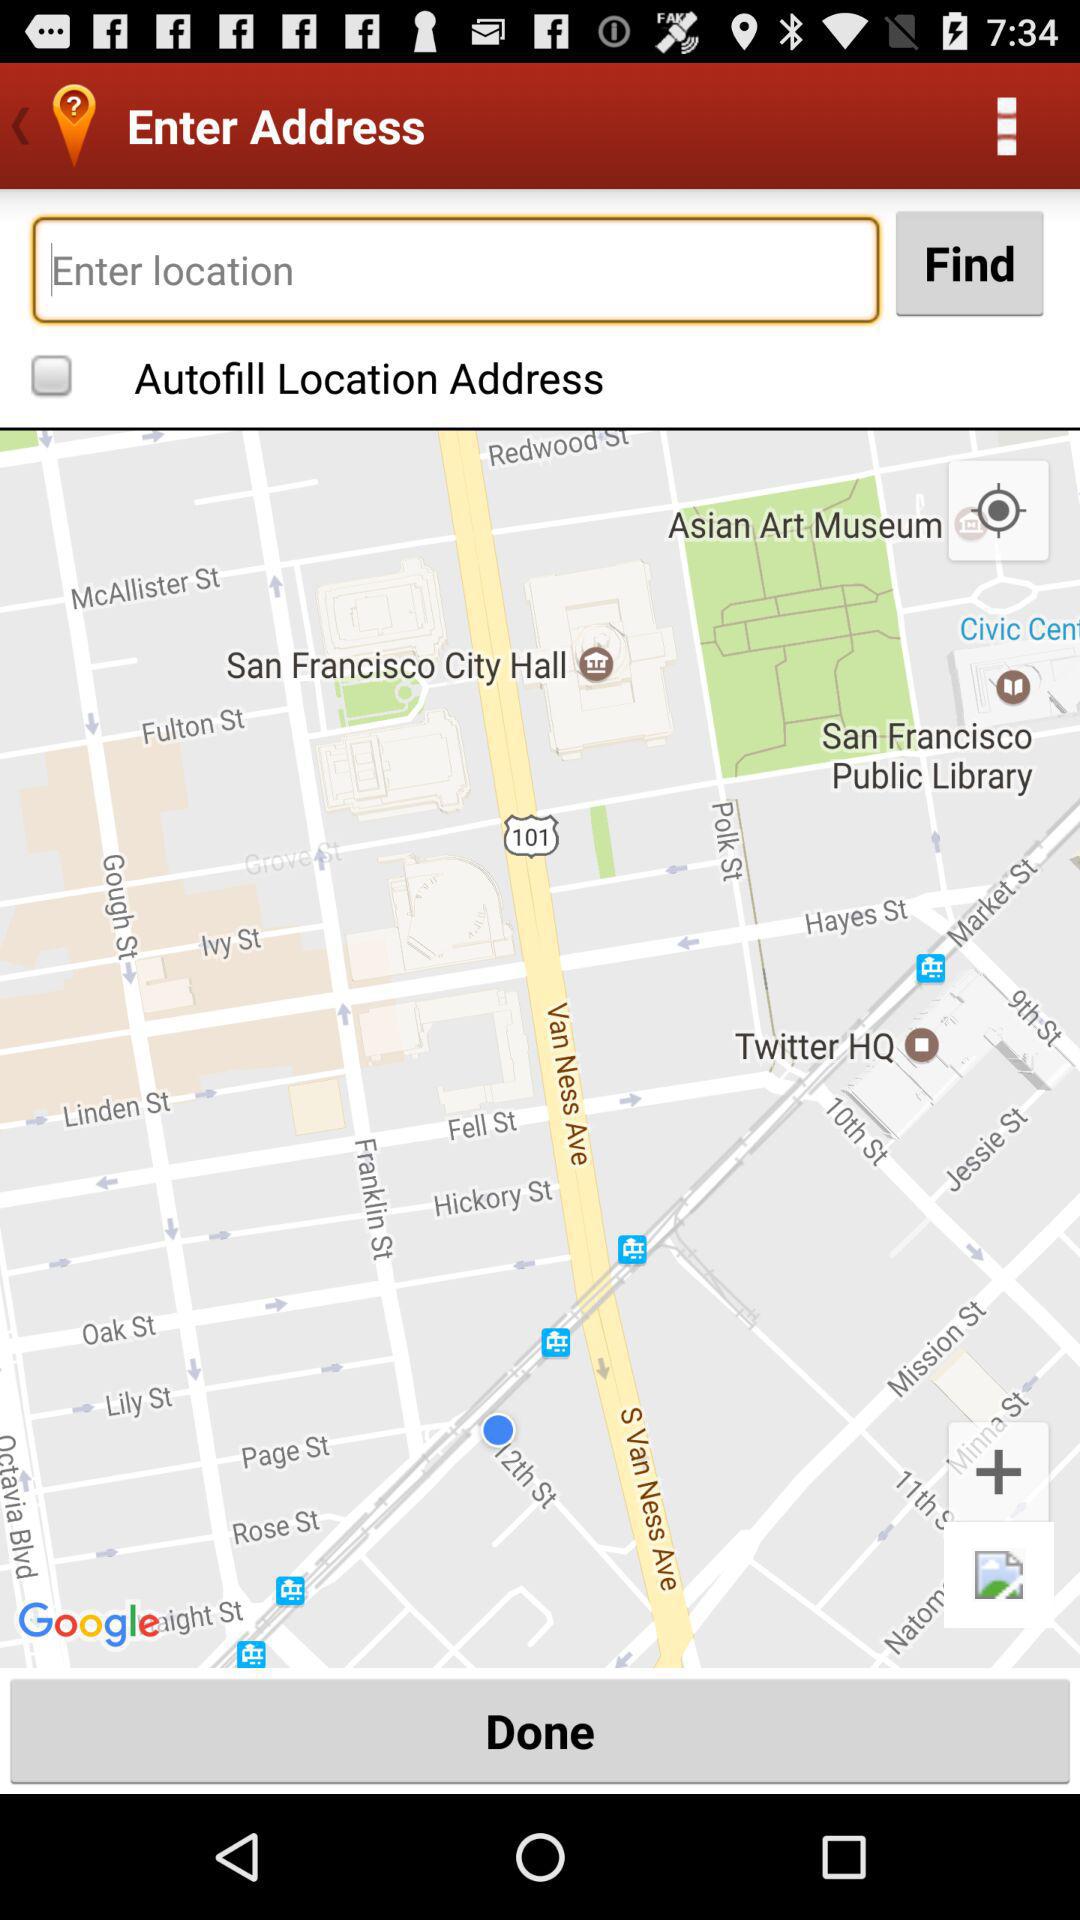 FAKE
7:34
Enter Address
Enter location
Find
Autofill Location Address
Redwood St
Asian Art Museum
McAllister St
Civic Cent
San Francisco City Hall
Fulton St
San Francisco
Public Library
101
Polk St
Grove St
Gough St
Market St
Hayes St
Ivy St
9th St
Van Ness Ave
Twitter HQ
Linden St
Fell St
10th St
Jessie St
Franklin St
Hickory St
Oak St
Mission St
Lily St
Minna St
Page St
12th St
S Van Ness Ave
Octavia Blvd
11th S
Rose St
Natom
Google
aight St
Done